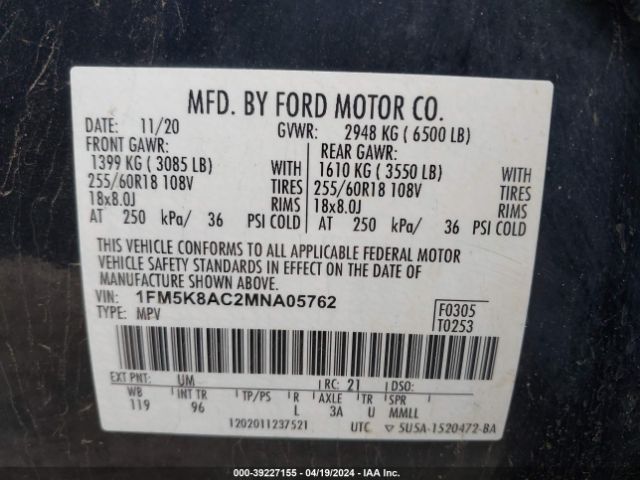 MFD. BY FORD MOTOR CO.
DATE: 11/20 GVWR: 2948 KG ( 6500 LB)
FRONT GAWR: REAR GAWR:
1399 KG ( 3085 LB) WITH 1610 KG ( 3550 LB) WITH
255/60R18 108V TIRES 255/60R18 108V TIRES
18x8.0J RIMS 18x8.0J RIMS
AT 250 kPa/ 36 PSI COLD AT 250 kPa/ 36 PSI COLD
THIS VEHICLE CONFORMS TO ALL APPLICABLE FEDERAL MOTOR
VEHICLE SAFETY STANDARDS IN EFFECT ON THE DATE OF
MANUFACTURE SHOWN ABOVE.
VIN: 1FM5K8AC2MNA05762 F0305
TYPE: MPV T0253
EXT PNT: UM RC: 21 DSO:
WB INT TR TP/PS R AXLE TR SPR
119 96 L 3A U MMLL
1202011237521 UTC ▽ 5U5A-1520472-BA
000-39227155 - 04/19/2024 - IAA Inc.